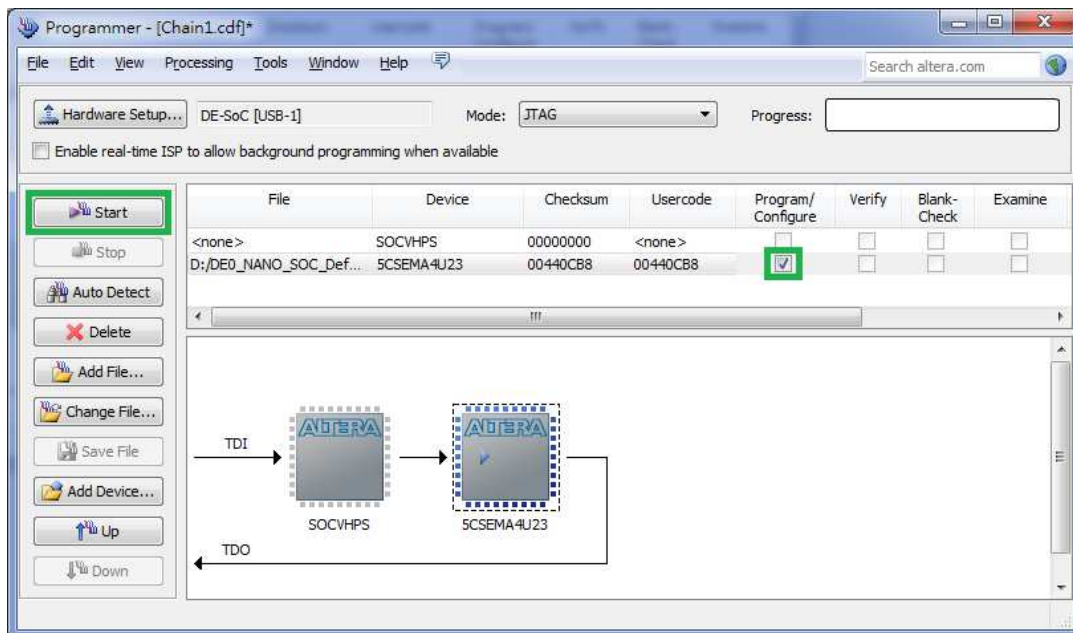 Programmer - [Chain1.cdf]*
File Edit View Processing Tools Window Help
Search altera.com
Hardware Setup... DE-SoC [USB-1] Mode: JTAG Progress:
Enable real-time ISP to allow background programming when available
Start
Stop
Auto Detect
Delete
Add File...
Change File...
Save File
Add Device...
Up
Down
File Device Checksum Usercode Program/ Configure Verify Blank- Check Examine
<none> SOCVHPS 00000000 <none>
D:/DE0_NANO_SOC_Def... 5CSEMA4U23 00440CB8 00440CB8
ALTERA ALTERA
TDI
SOCVHPS 5CSEMA4U23
TDO